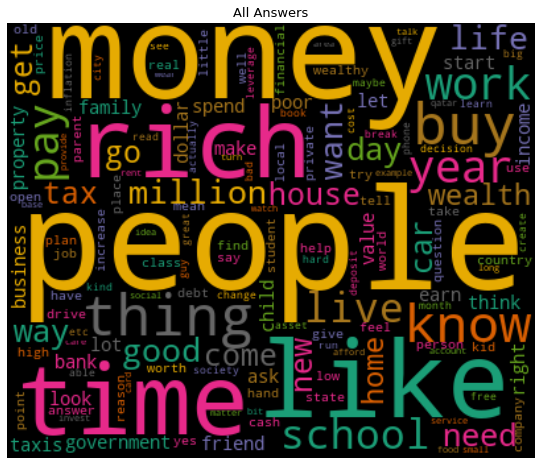 All Answers
old price inflation city see real little well leverage financial wealthy maybe talk gift big
get money life
start work
property pay family spend poor dollar rich make local private want let cost qatar learn income
parent read go day buy phone decision
rent turn bad book break try example year use
tax million house tell wealth
open place mean great increase watch value car take country create
business plan idea job guy people find say help hard student world question long
class kind have social change debt thing child live deposit asset earn month think
drive way etc lot come give run feel afford person account kid know
high bank able good worth society new low state home free right
look answer reason card ask hand cash matter bit like company service
point invest time school need food small
taxis government yes friend